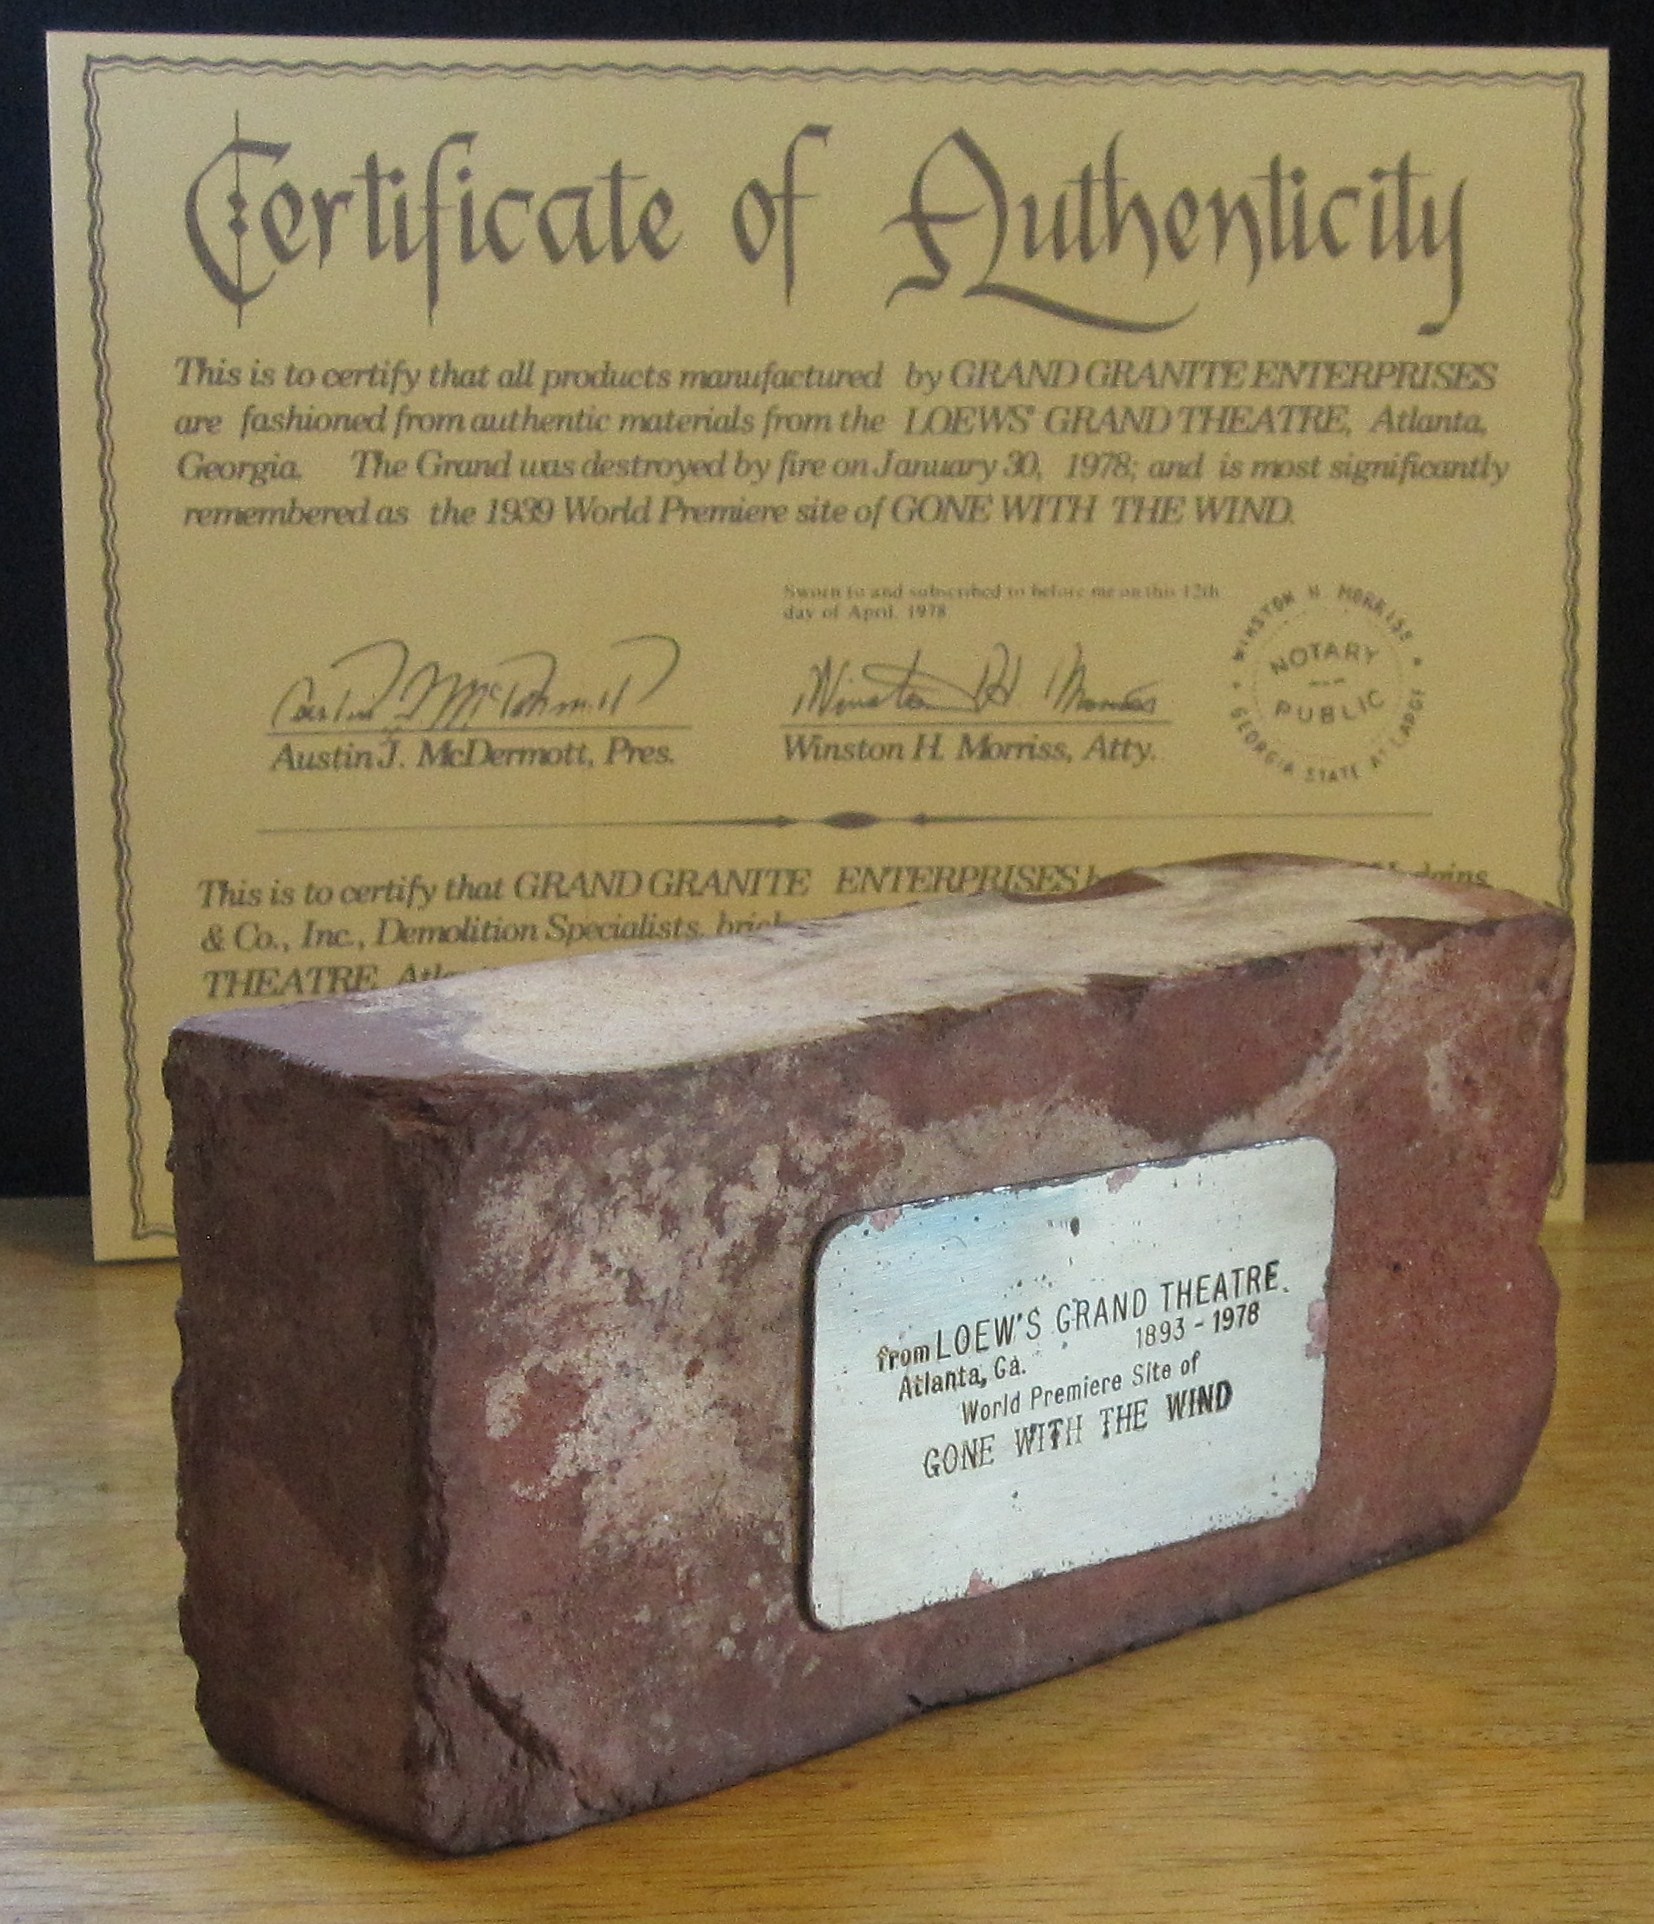 Certificate of Authenticity
This is to certify that all products manufactured by GRAND GRANITE ENTERPRISES
are fashioned from authentic materials from the LOEWS' GRAND THEATRE, Atlanta,
Georgia. The Grand was destroyed by fire on January 30, 1978; and is most significantly
remembered as the 1939 World Premiere site of GONE WITH THE WIND.
Sworn to and subscribed to before me on this 12th
day of April, 1978
Austin J. McDermott
Winston H. Morriss
Austin J. McDermott, Pres.
Winston H. Morriss, Atty.
WINSTON H. MORRISS
NOTARY
PUBLIC
GEORGIA STATE AT LARGE
This is to certify that GRAND GRANITE ENTERPRISES
& Co., Inc., Demolition Specialists,
THEATRE
from LOEW'S GRAND THEATRE
1893 - 1978
Atlanta, Ga.
World Premiere Site of
GONE WITH THE WIND